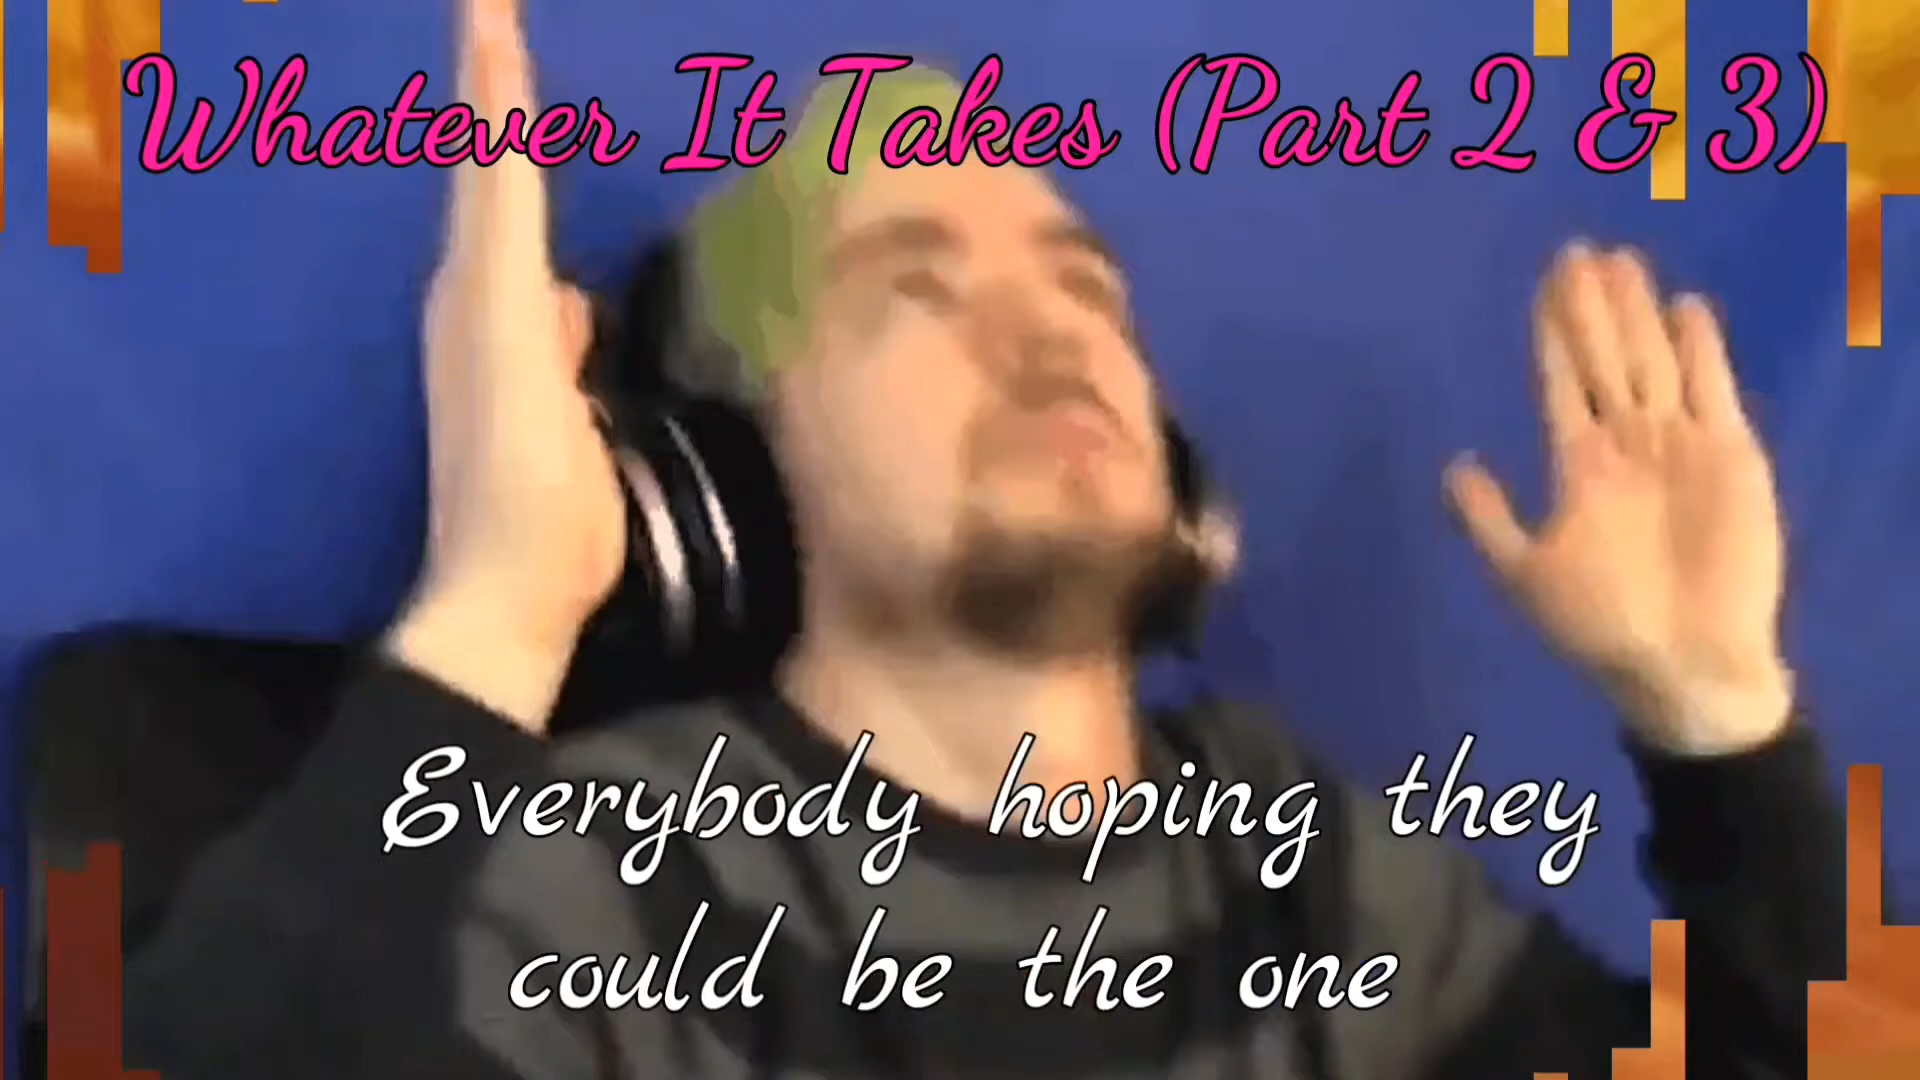 Whatever It Takes (Part 2 & 3)
Everybody hoping they
could be the one